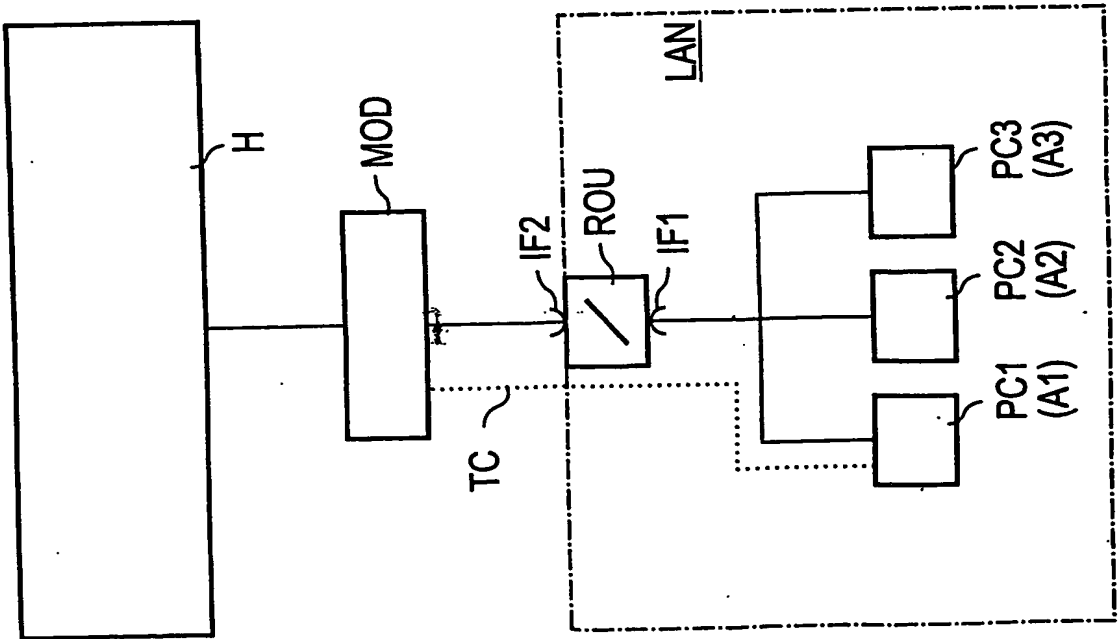 H
MOD
IF2
ROU
IF1
TC
LAN
PC1
(A1)
PC2
(A2)
PC3
(A3)